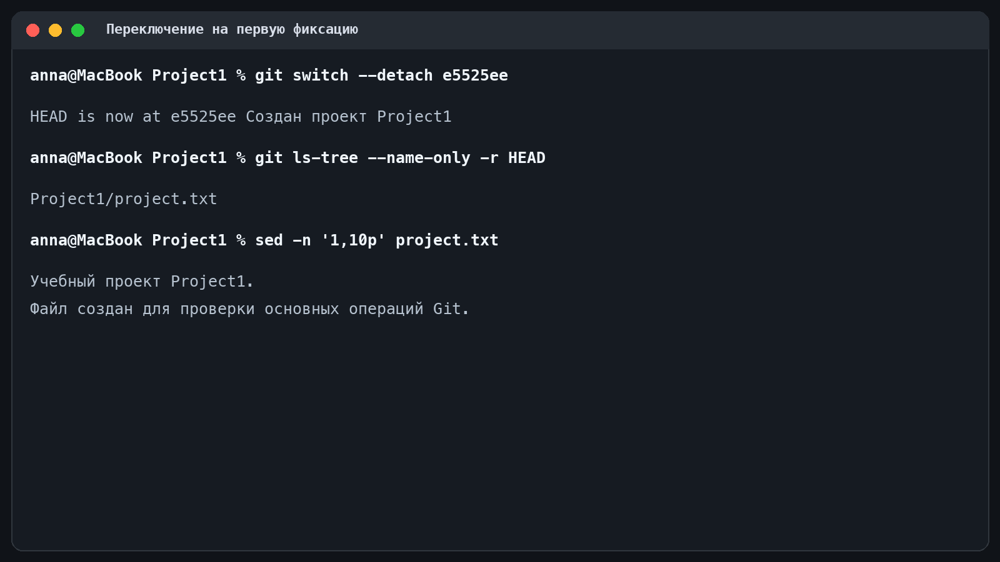 Переключение на первую фиксацию
anna@MacBook Project1 % git switch --detach e5525ee
HEAD is now at e5525ee Создан проект Project1
anna@MacBook Project1 % git ls-tree --name-only -r HEAD
Project1/project.txt
anna@MacBook Project1 % sed -n '1,10p' project.txt
Учебный проект Project1.
Файл создан для проверки основных операций Git.